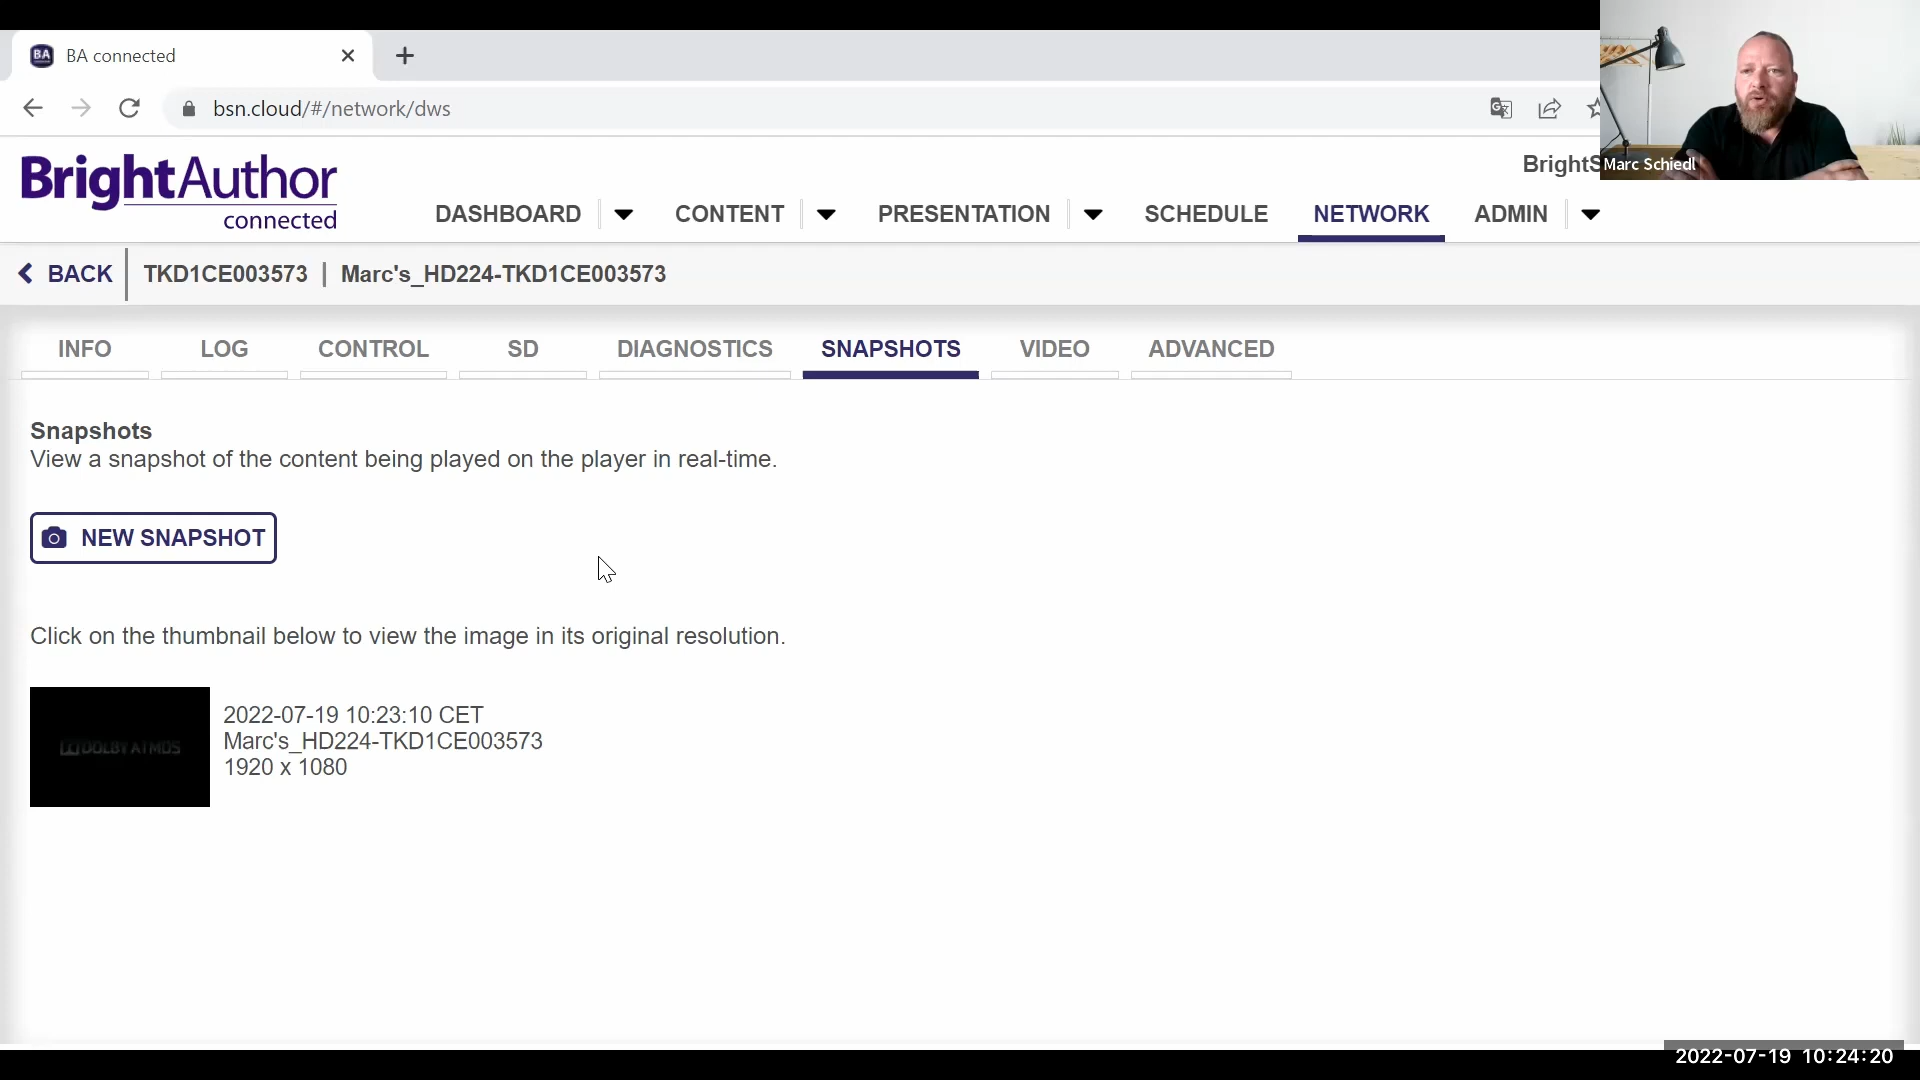 BA BA connected
bsn.cloud/#/network/dws
BrightAuthor
connected
BrightS
Marc Schiedl
DASHBOARD CONTENT PRESENTATION SCHEDULE NETWORK ADMIN
BACK TKD1CE003573 | Marc's_HD224-TKD1CE003573
INFO LOG CONTROL SD DIAGNOSTICS SNAPSHOTS VIDEO ADVANCED
Snapshots
View a snapshot of the content being played on the player in real-time.
NEW SNAPSHOT
Click on the thumbnail below to view the image in its original resolution.
DOLBY ATMOS
2022-07-19 10:23:10 CET
Marc's_HD224-TKD1CE003573
1920 x 1080
2022-07-19 10:24:20